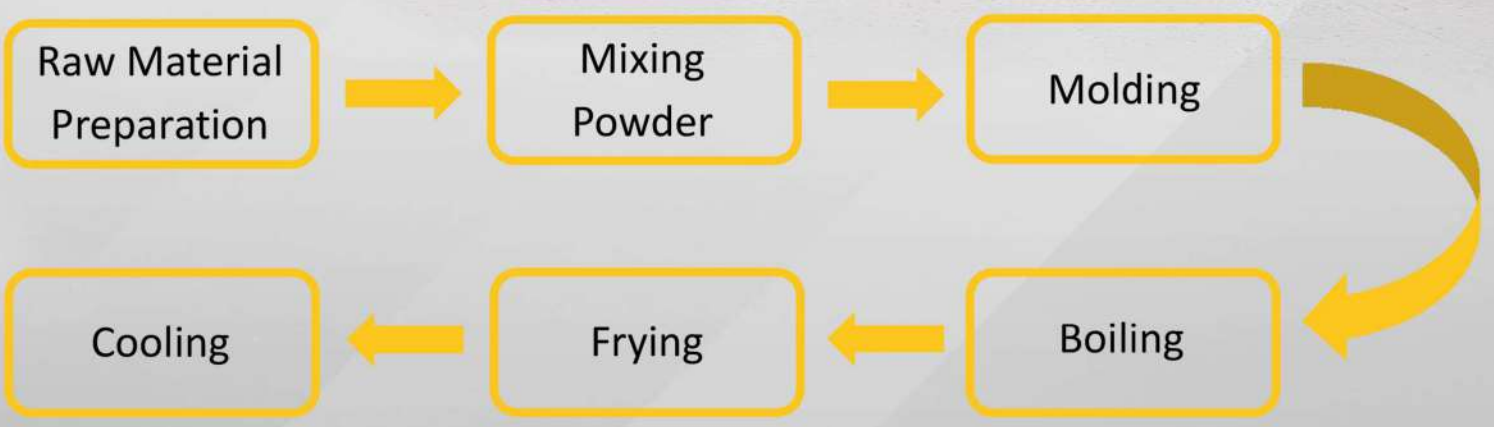 Raw Material
Preparation
Mixing
Powder
Molding
Boiling
Frying
Cooling